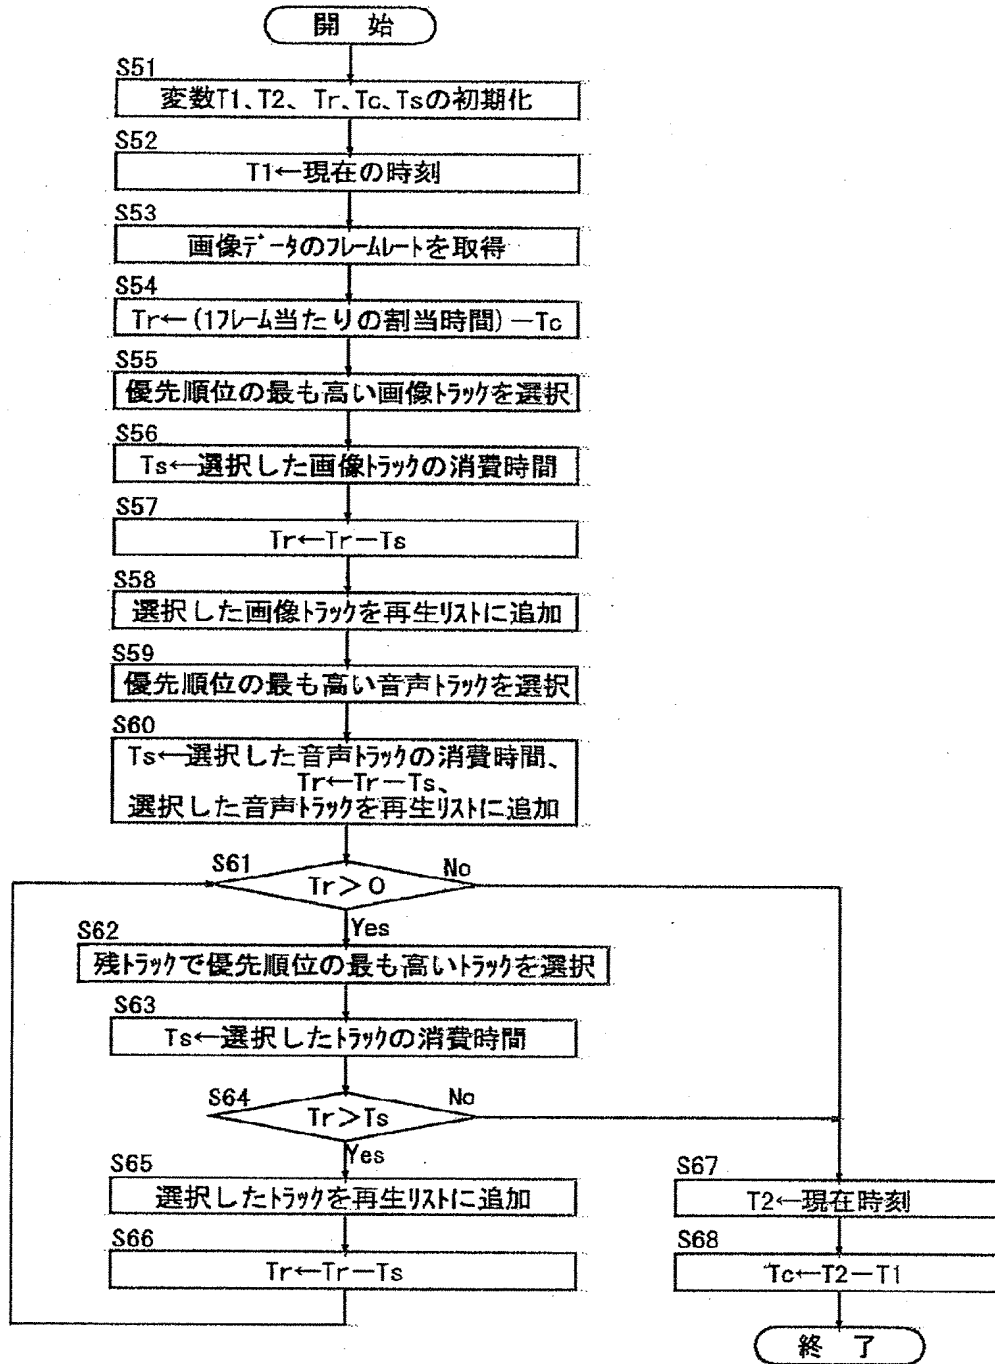 開 始
S51
変数T1、T2、Tr、Tc、Tsの初期化
S52
T1←現在の時刻
S53
画像ﾃﾞｰﾀのﾌﾚｰﾑﾚｰﾄを取得
S54
Tr←(1ﾌﾚｰﾑ当たりの割当時間)－Tc
S55
優先順位の最も高い画像ﾄﾗｯｸを選択
S56
Ts←選択した画像ﾄﾗｯｸの消費時間
S57
Tr←Tr－Ts
S58
選択した画像ﾄﾗｯｸを再生ﾘｽﾄに追加
S59
優先順位の最も高い音声ﾄﾗｯｸを選択
S60
Ts←選択した音声ﾄﾗｯｸの消費時間、
Tr←Tr－Ts、
選択した音声ﾄﾗｯｸを再生ﾘｽﾄに追加
S61
Tr＞0
No
Yes
S62
残ﾄﾗｯｸで優先順位の最も高いﾄﾗｯｸを選択
S63
Ts←選択したﾄﾗｯｸの消費時間
S64
Tr＞Ts
No
Yes
S65
選択したﾄﾗｯｸを再生ﾘｽﾄに追加
S66
Tr←Tr－Ts
S67
T2←現在時刻
S68
Tc←T2－T1
終 了